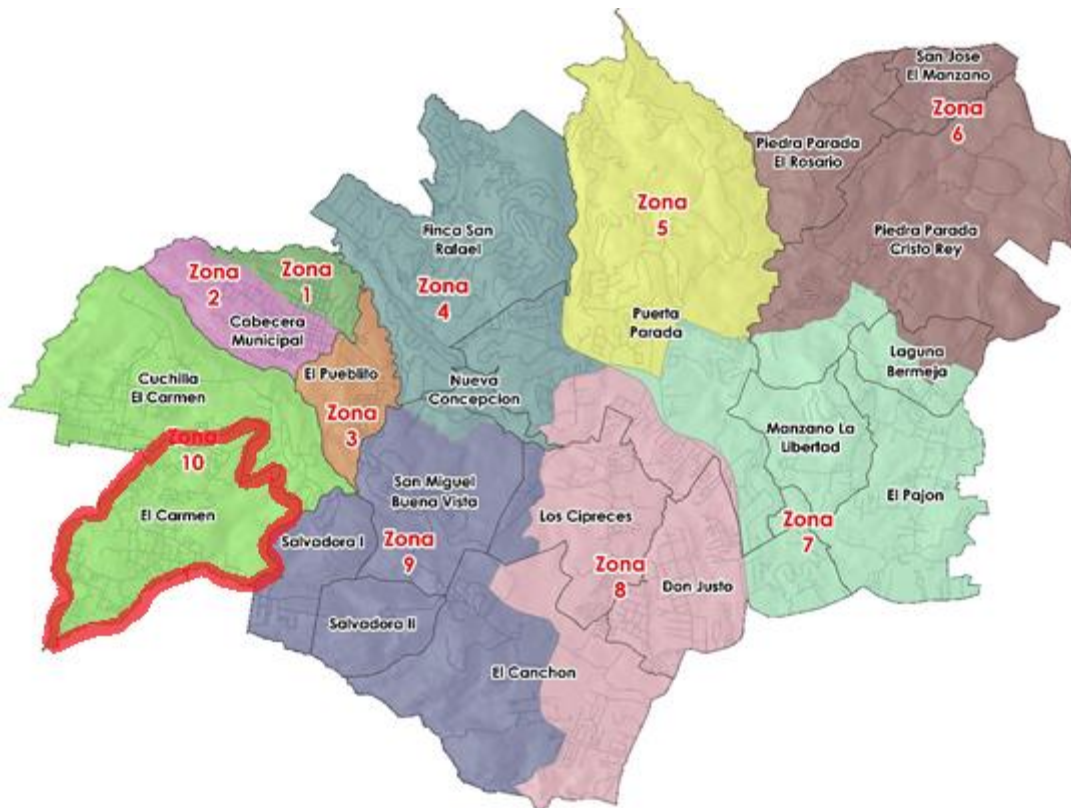 San Jose
El Manzano
Zona
6
Piedra Parada
El Rosario
Zona
5
Finca San
Rafael
Piedra Parada
Cristo Rey
Zona
2
Zona
1
Zona
4
Cabecera
Municipal
Puerta
Parada
Laguna
Bermeja
El Pueblito
Cuchilla
El Carmen
Nueva
Concepcion
Zona
3
Manzano La
Libertad
Zona
10
San Miguel
Buena Vista
El Pajon
El Carmen
Los Cipreces
Zona
7
Salvadora I
Zona
9
Zona
8
Don Justo
Salvadora II
El Canchon